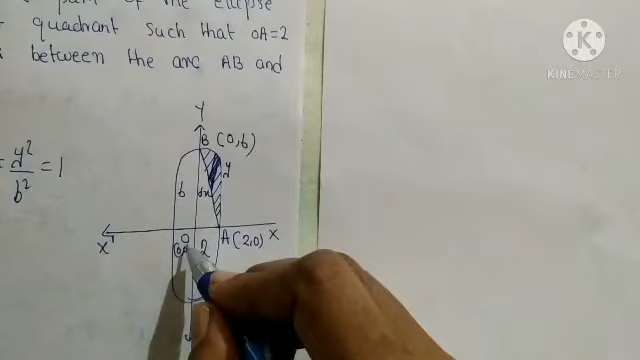 part of the ellipse
quadrant such that OA=2
between the arc AB and
Y
B (0,b)
y
= y²/b² = 1
b
dx
X' O A (2,0) X
2
K
KINEMASTER